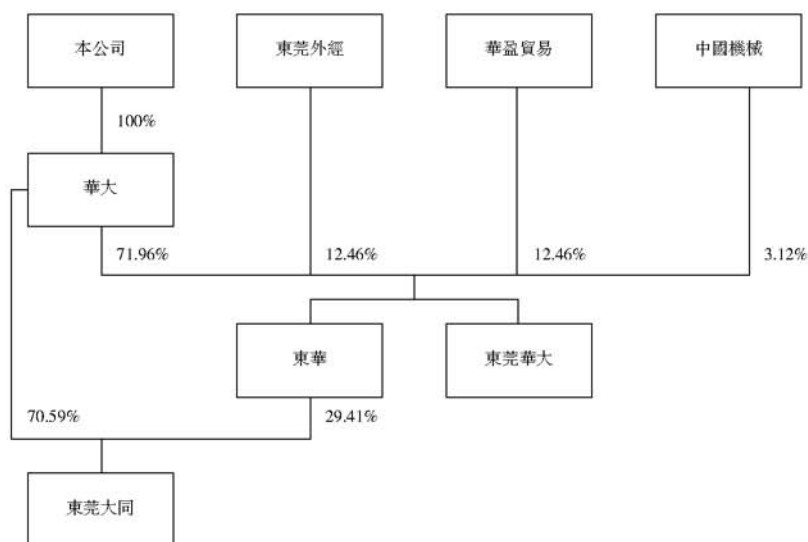 本公司
東莞外經
華盈貿易
中國機械
100%
華大
71.96%
12.46%
12.46%
3.12%
東華
東莞華大
70.59%
29.41%
東莞大同